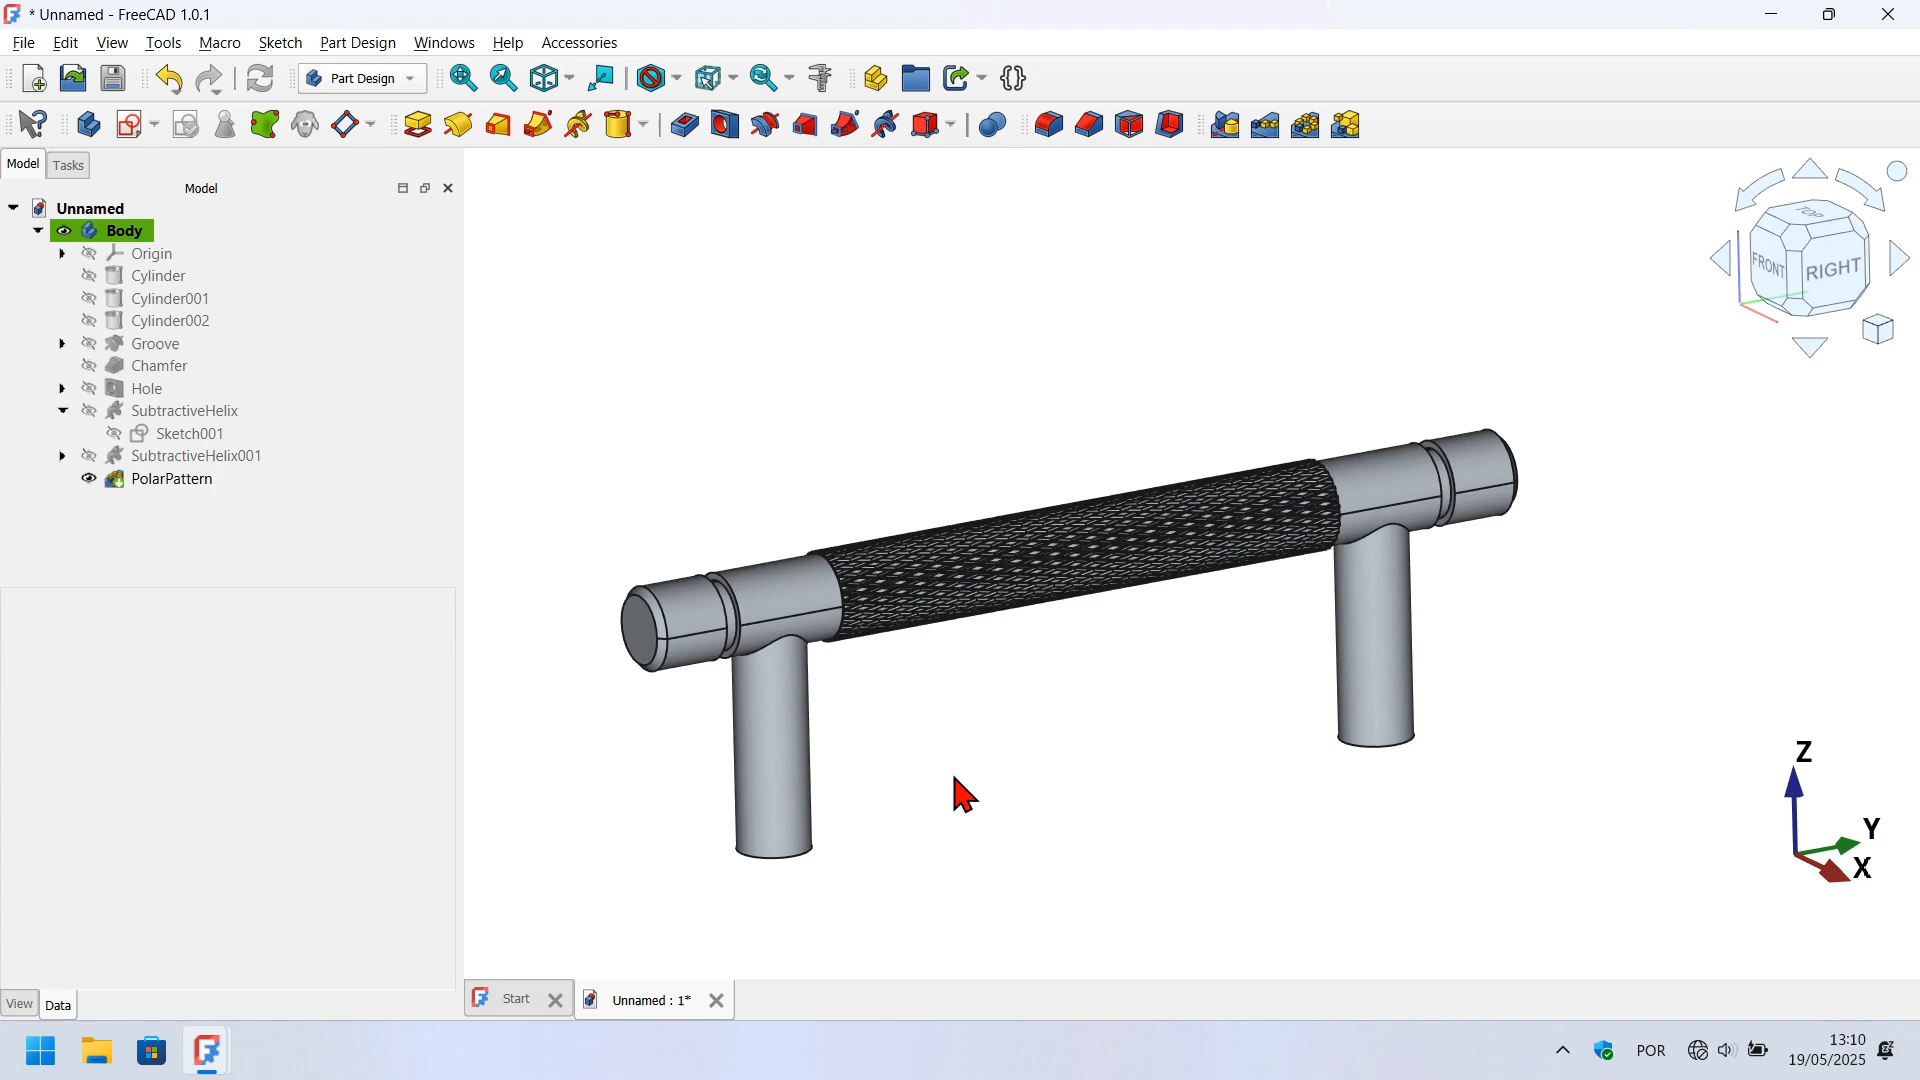 * Unnamed - FreeCAD 1.0.1
File Edit View Tools Macro Sketch Part Design Windows Help Accessories
Part Design
Model Tasks
Model
Unnamed
Body
Origin
Cylinder
Cylinder001
Cylinder002
Groove
Chamfer
Hole
SubtractiveHelix
Sketch001
SubtractiveHelix001
PolarPattern
TOP
FRONT
RIGHT
Z
Y
X
View Data
Start
Unnamed : 1*
POR
13:10
19/05/2025